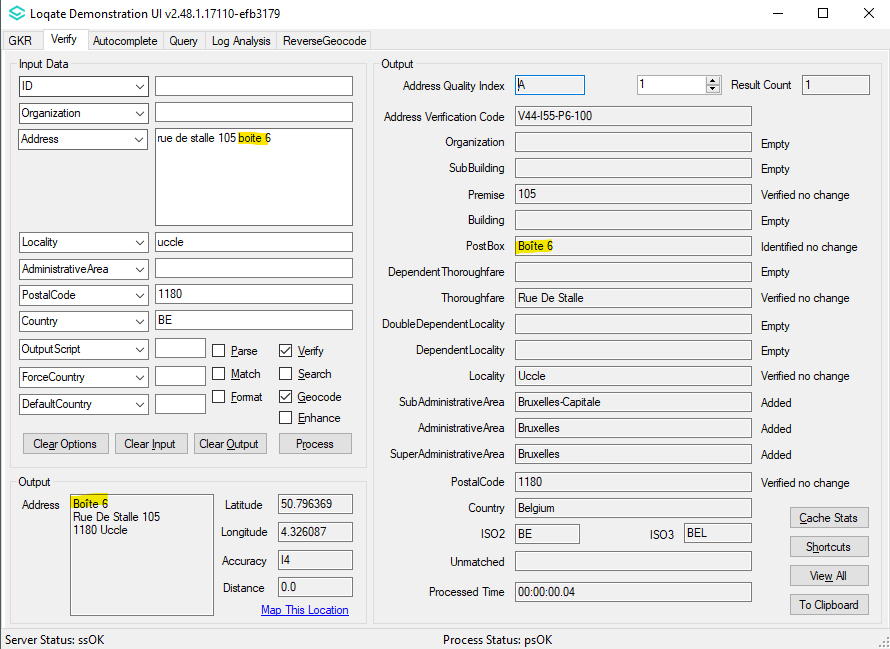 Loqate Demonstration UI v2.48.1.17110-efb3179
GKR Verify Autocomplete Query Log Analysis ReverseGeocode
Input Data
ID
Organization
Address rue de stalle 105 boite 6
Locality uccle
AdministrativeArea
PostalCode 1180
Country BE
OutputScript Parse Verify
ForceCountry Match Search
DefaultCountry Format Geocode
Enhance
Clear Options Clear Input Clear Output Process
Output
Address Boîte 6
Rue De Stalle 105
1180 Uccle
Latitude 50.796369
Longitude 4.326087
Accuracy I4
Distance 0.0
Map This Location
Output
Address Quality Index A 1 Result Count 1
Address Verification Code V44-I55-P6-100
Organization Empty
SubBuilding Empty
Premise 105 Verified no change
Building Empty
PostBox Boîte 6 Identified no change
DependentThoroughfare Empty
Thoroughfare Rue De Stalle Verified no change
DoubleDependentLocality Empty
DependentLocality Empty
Locality Uccle Verified no change
SubAdministrativeArea Bruxelles-Capitale Added
AdministrativeArea Bruxelles Added
SuperAdministrativeArea Bruxelles Added
PostalCode 1180 Verified no change
Country Belgium
ISO2 BE ISO3 BEL
Unmatched
Processed Time 00:00:00.04
Cache Stats
Shortcuts
View All
To Clipboard
Server Status: ssOK Process Status: psOK